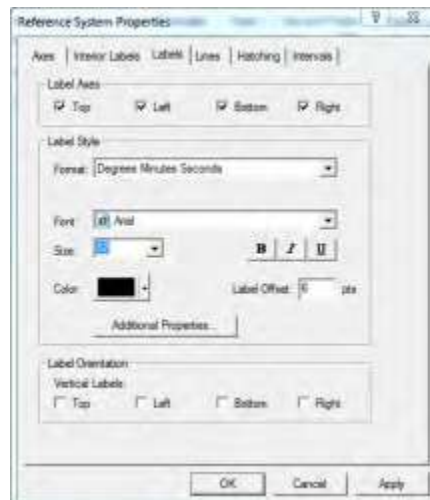 Reference System Properties
Axes Interior Labels Labels Lines Hatching Intervals
Label Axes
Top Left Bottom Right
Label Style
Format: Degrees Minutes Seconds
Font: Arial
Size:
B I U
Color: Label Offset: 6 pts
Additional Properties...
Label Orientation
Vertical Labels
Top Left Bottom Right
OK Cancel Apply